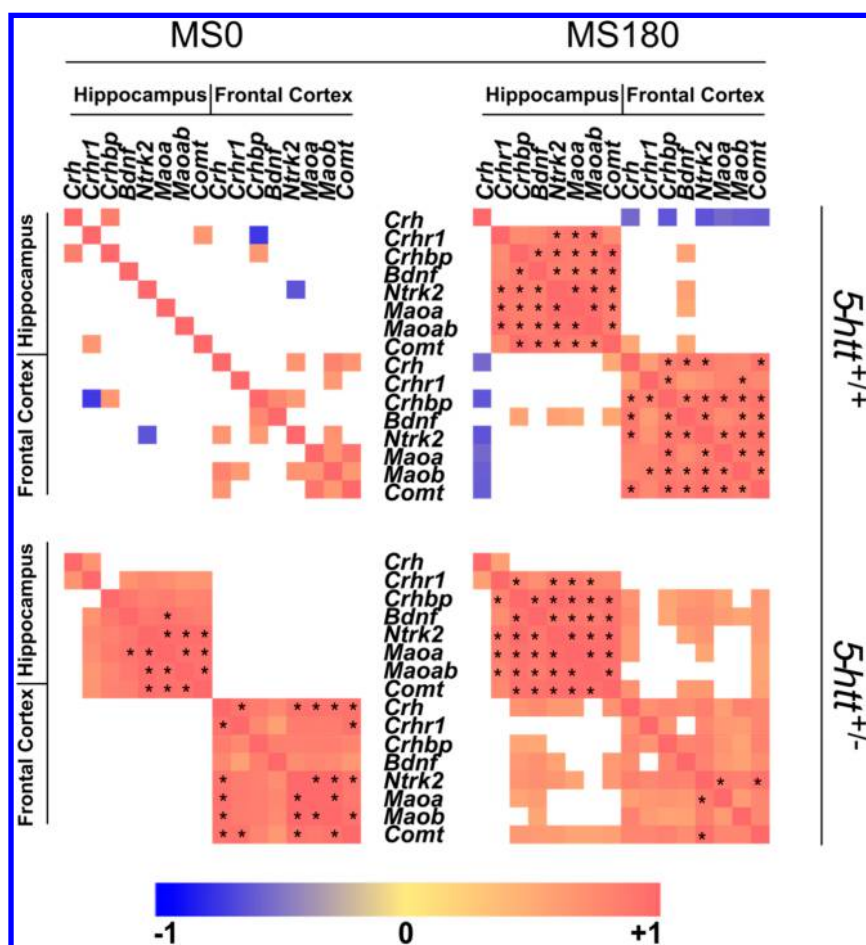 MS0 MS180
Hippocampus Frontal Cortex Hippocampus Frontal Cortex
Crh Crhr1 Crhbp Bdnf Ntrk2 Maoa Maoab Comt Crh Crhr1 Crhbp Bdnf Ntrk2 Maoa Maob Comt Crh Crhr1 Crhbp Bdnf Ntrk2 Maoa Maoab Comt Crh Crhr1 Crhbp Bdnf Ntrk2 Maoa Maob Comt
Hippocampus
Frontal Cortex
Crh
Crhr1
Crhbp
Bdnf
Ntrk2
Maoa
Maoab
Comt
Crh
Crhr1
Crhbp
Bdnf
Ntrk2
Maoa
Maob
Comt
5-htt+/+
Hippocampus
Frontal Cortex
Crh
Crhr1
Crhbp
Bdnf
Ntrk2
Maoa
Maoab
Comt
Crh
Crhr1
Crhbp
Bdnf
Ntrk2
Maoa
Maob
Comt
5-htt+/-
-1 0 +1